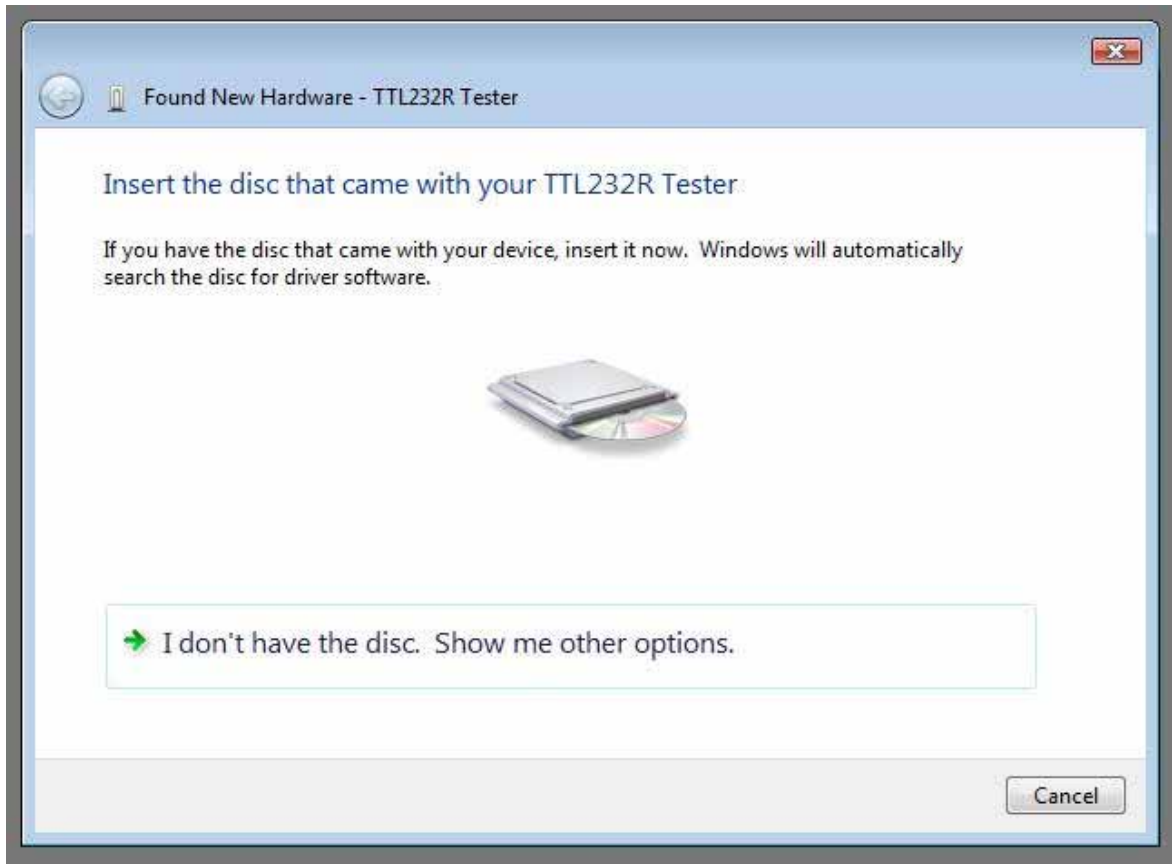 Found New Hardware - TTL232R Tester
Insert the disc that came with your TTL232R Tester
If you have the disc that came with your device, insert it now.  Windows will automatically
search the disc for driver software.
I don't have the disc.  Show me other options.
Cancel